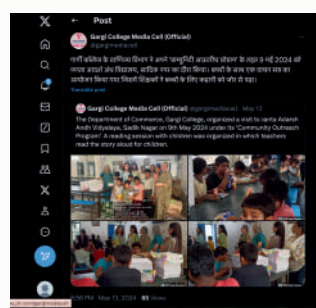 Post
Gargi College Media Cell (Official)
@gargimediacell
गार्गी कॉलेज के वाणिज्य विभाग ने अपने 'कम्युनिटी आउटरीच प्रोग्राम' के तहत 9 मई 2024 को
जनता आदर्श अंध विद्यालय, सादिक नगर का दौरा किया। बच्चों के साथ एक वाचन सत्र का
आयोजन किया गया जिसमें शिक्षकों ने बच्चों के लिए कहानी को जोर से पढ़ा।
Translate post
Gargi College Media Cell (Official) @gargimediacell May 13
The Department of Commerce, Gargi College, organized a visit to Janta Adarsh
Andh Vidyalaya, Sadik Nagar on 9th May 2024 under its 'Community Outreach
Program'. A reading session with children was organized in which teachers
read the story aloud for children.
PM · May 13, 2024 · Views